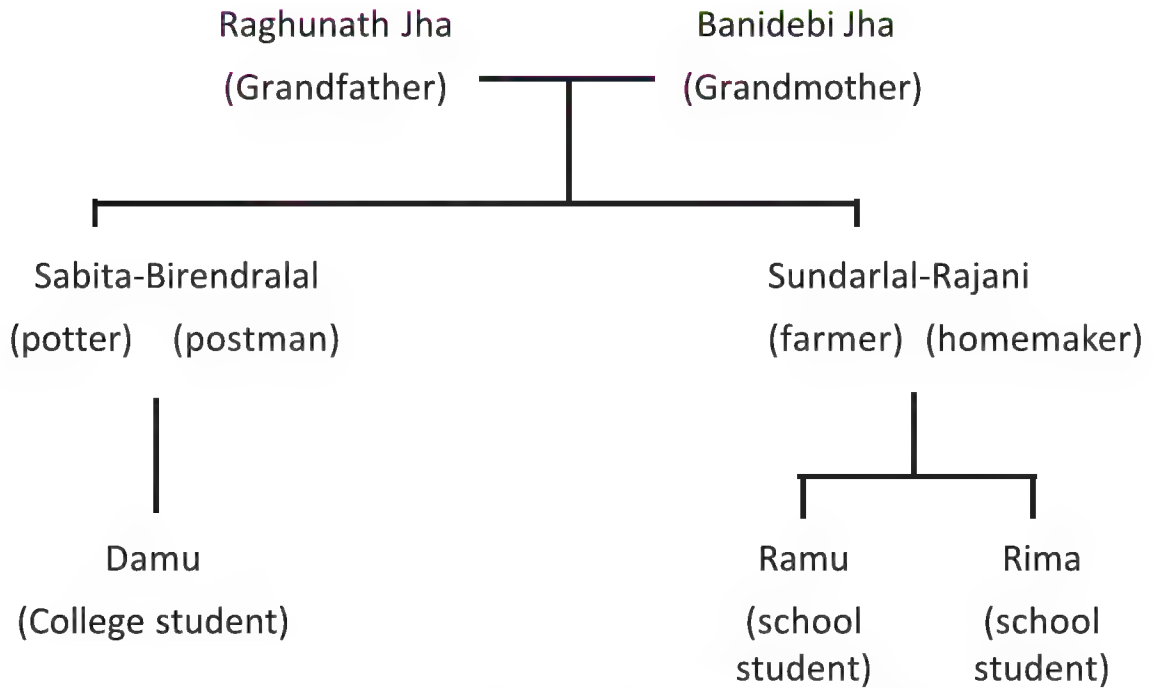 Raghunath Jha Banidebi Jha
(Grandfather) (Grandmother)
Sabita-Birendralal Sundarlal-Rajani
(potter) (postman) (farmer) (homemaker)
Damu Ramu Rima
(College student) (school (school
student) student)